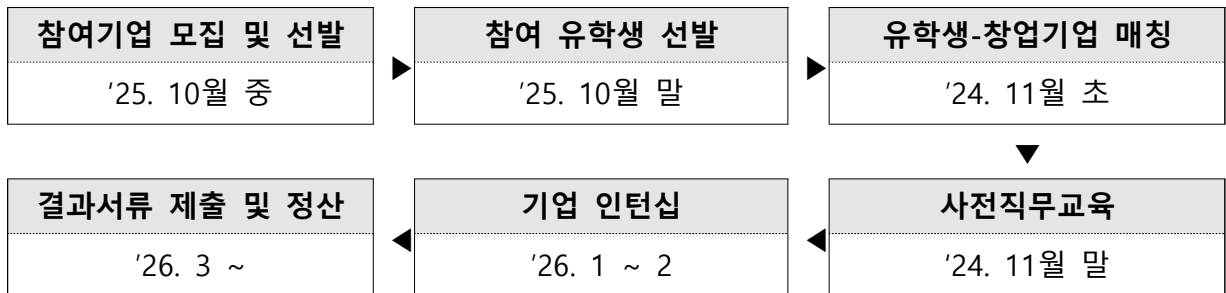 참여기업 모집 및 선발
'25. 10월 중
참여 유학생 선발
'25. 10월 말
유학생-창업기업 매칭
'24. 11월 초
사전직무교육
'24. 11월 말
기업 인턴십
'26. 1 ~ 2
결과서류 제출 및 정산
'26. 3 ~